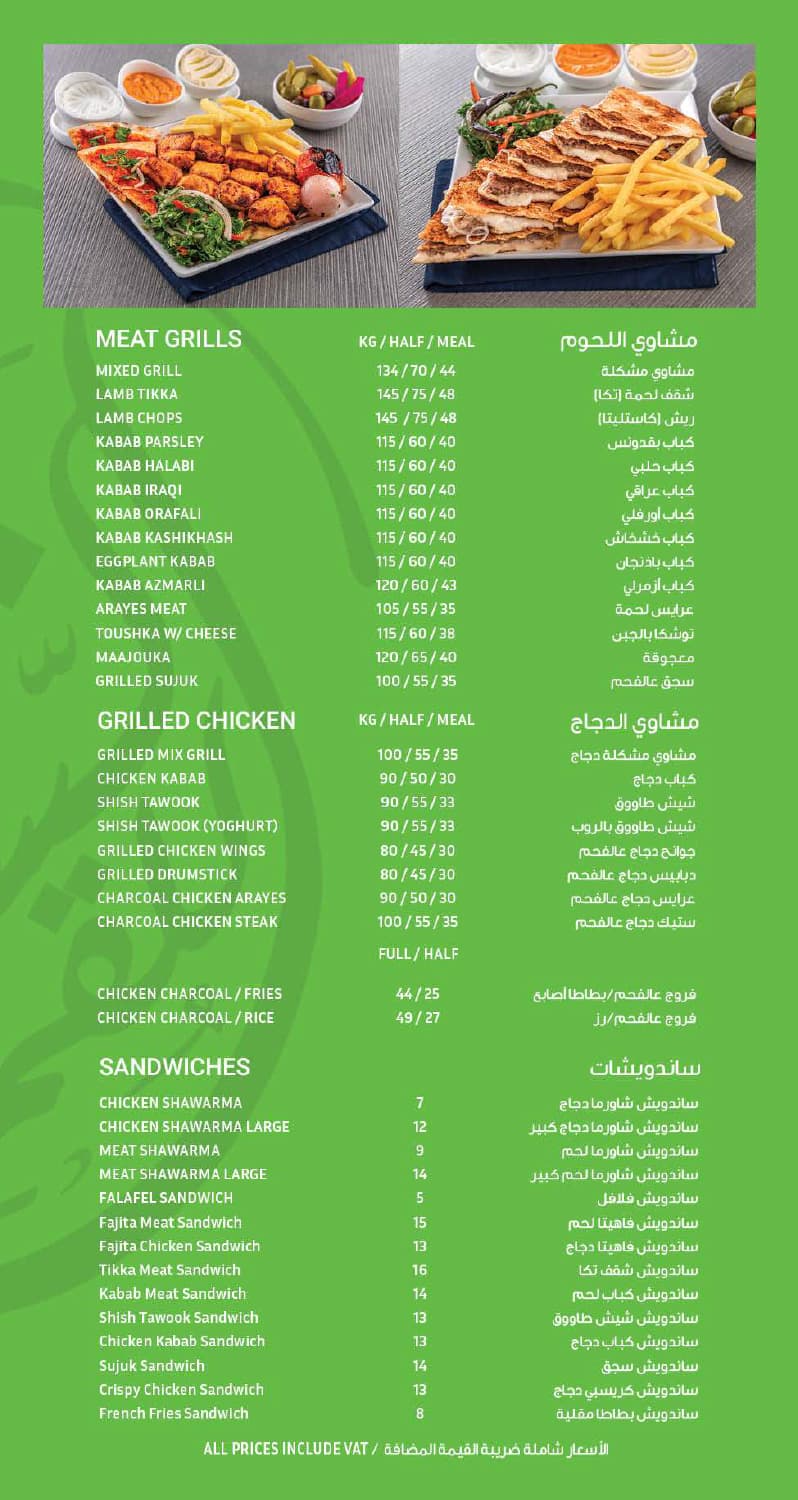 MEAT GRILLS KG / HALF / MEAL مشاوي اللحوم
MIXED GRILL 134 / 70 / 44 مشاوي مشكلة
LAMB TIKKA 145 / 75 / 48 شقف لحمة (تكا)
LAMB CHOPS 145 / 75 / 48 ريش (كاستليتا)
KABAB PARSLEY 115 / 60 / 40 كباب بقدونس
KABAB HALABI 115 / 60 / 40 كباب حلبي
KABAB IRAQI 115 / 60 / 40 كباب عراقي
KABAB ORAFALI 115 / 60 / 40 كباب أورفلي
KABAB KASHIKHASH 115 / 60 / 40 كباب خشخاش
EGGPLANT KABAB 115 / 60 / 40 كباب باذنجان
KABAB AZMARLI 120 / 60 / 43 كباب أزمرلي
ARAYES MEAT 105 / 55 / 35 عرايس لحمة
TOUSHKA W/ CHEESE 115 / 60 / 38 توشكا بالجبن
MAAJOUKA 120 / 65 / 40 معجوقة
GRILLED SUJUK 100 / 55 / 35 سجق عالفحم
GRILLED CHICKEN KG / HALF / MEAL مشاوي الدجاج
GRILLED MIX GRILL 100 / 55 / 35 مشاوي مشكلة دجاج
CHICKEN KABAB 90 / 50 / 30 كباب دجاج
SHISH TAWOOK 90 / 55 / 33 شيش طاووق
SHISH TAWOOK (YOGHURT) 90 / 55 / 33 شيش طاووق بالروب
GRILLED CHICKEN WINGS 80 / 45 / 30 جوانح دجاج عالفحم
GRILLED DRUMSTICK 80 / 45 / 30 دبابيس دجاج عالفحم
CHARCOAL CHICKEN ARAYES 90 / 50 / 30 عرايس دجاج عالفحم
CHARCOAL CHICKEN STEAK 100 / 55 / 35 ستيك دجاج عالفحم
FULL / HALF
CHICKEN CHARCOAL / FRIES 44 / 25 فروج عالفحم/بطاطا أصابع
CHICKEN CHARCOAL / RICE 49 / 27 فروج عالفحم/رز
SANDWICHES ساندويشات
CHICKEN SHAWARMA 7 ساندويش شاورما دجاج
CHICKEN SHAWARMA LARGE 12 ساندويش شاورما دجاج كبير
MEAT SHAWARMA 9 ساندويش شاورما لحم
MEAT SHAWARMA LARGE 14 ساندويش شاورما لحم كبير
FALAFEL SANDWICH 5 ساندويش فلافل
Fajita Meat Sandwich 15 ساندويش فاهيتا لحم
Fajita Chicken Sandwich 13 ساندويش فاهيتا دجاج
Tikka Meat Sandwich 16 ساندويش شقف تكا
Kabab Meat Sandwich 14 ساندويش كباب لحم
Shish Tawook Sandwich 13 ساندويش شيش طاووق
Chicken Kabab Sandwich 13 ساندويش كباب دجاج
Sujuk Sandwich 14 ساندويش سجق
Crispy Chicken Sandwich 13 ساندويش كريسبي دجاج
French Fries Sandwich 8 ساندويش بطاطا مقلية
ALL PRICES INCLUDE VAT / الأسعار شاملة ضريبة القيمة المضافة